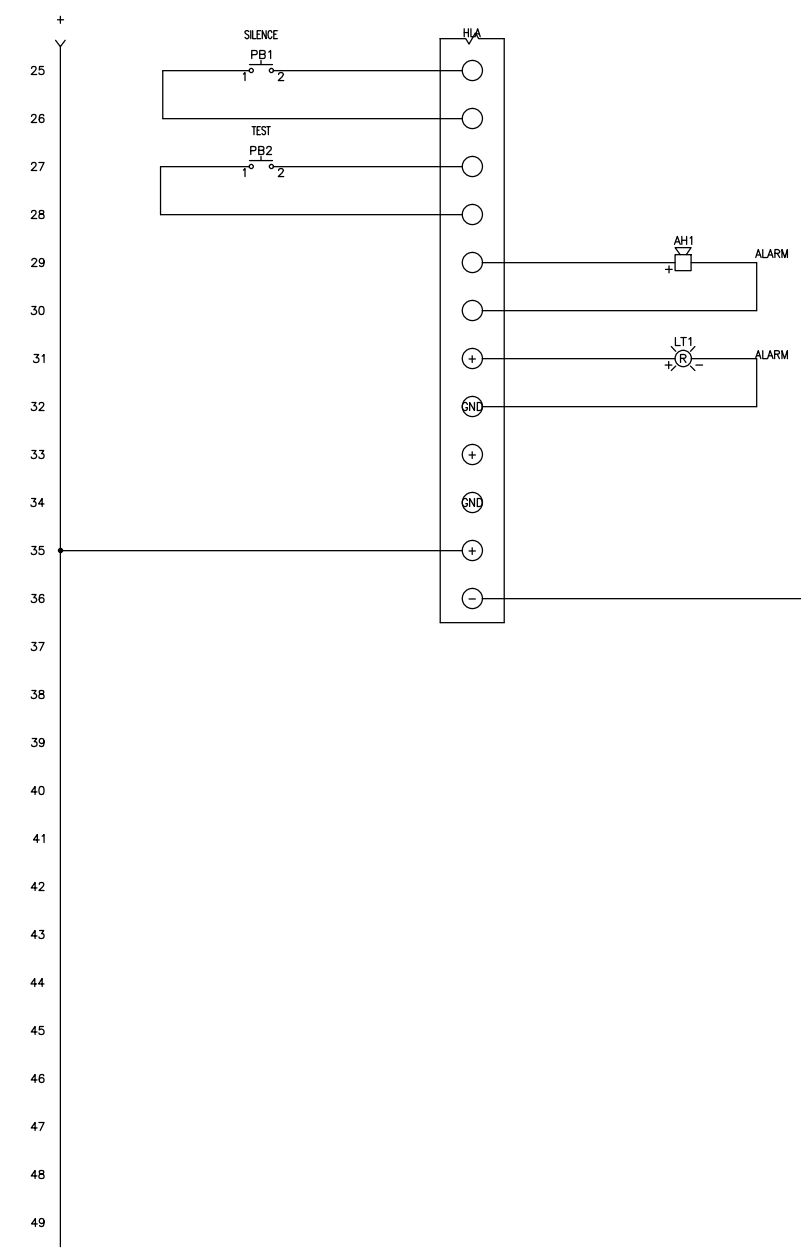 +
SILENCE
HLA
PB1
25
1 2
26
TEST
PB2
27
1 2
28
AH1
ALARM
29
+
30
LT1
31
+
R
ALARM
+ −
32
GND
33
+
34
GND
35
+
36
−
37
38
39
40
41
42
43
44
45
46
47
48
49